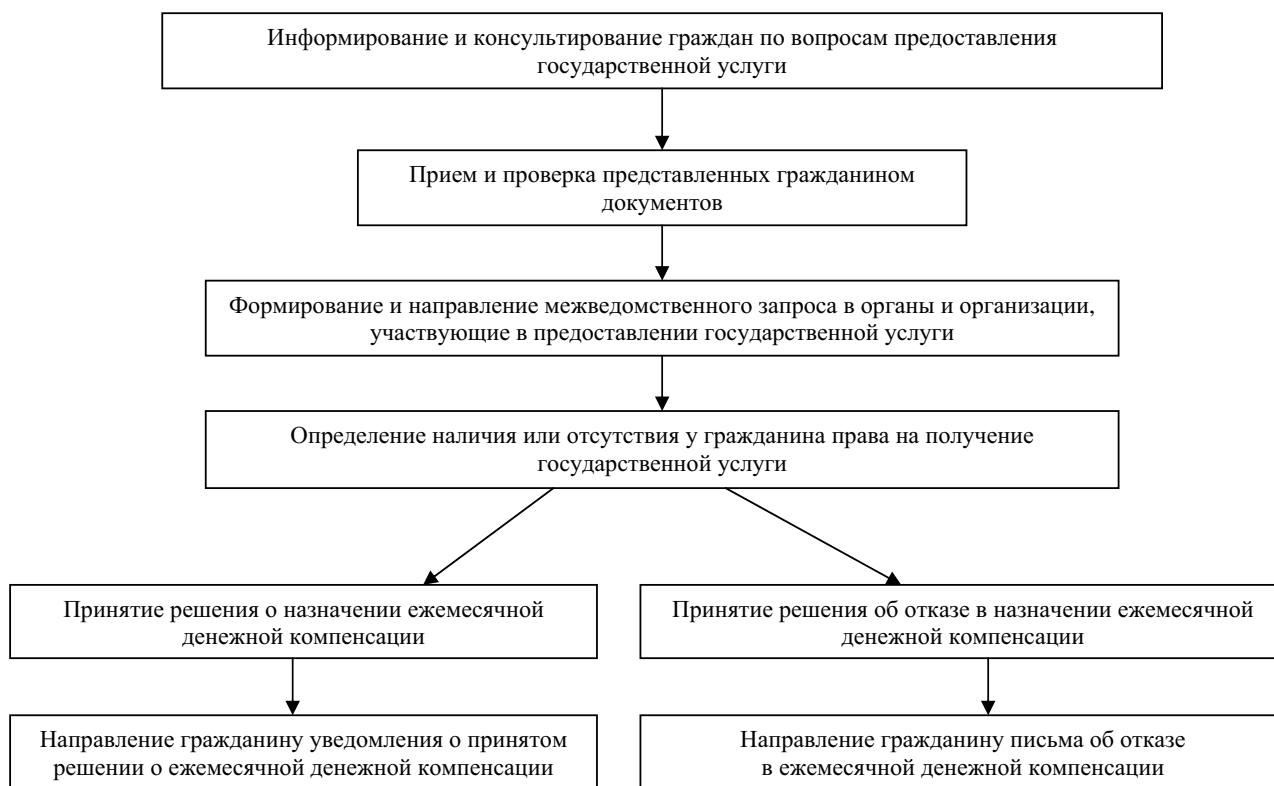 Информирование и консультирование граждан по вопросам предоставления
государственной услуги
Прием и проверка представленных гражданином
документов
Формирование и направление межведомственного запроса в органы и организации,
участвующие в предоставлении государственной услуги
Определение наличия или отсутствия у гражданина права на получение
государственной услуги
Принятие решения о назначении ежемесячной
денежной компенсации
Принятие решения об отказе в назначении ежемесячной
денежной компенсации
Направление гражданину уведомления о принятом
решении о ежемесячной денежной компенсации
Направление гражданину письма об отказе
в ежемесячной денежной компенсации